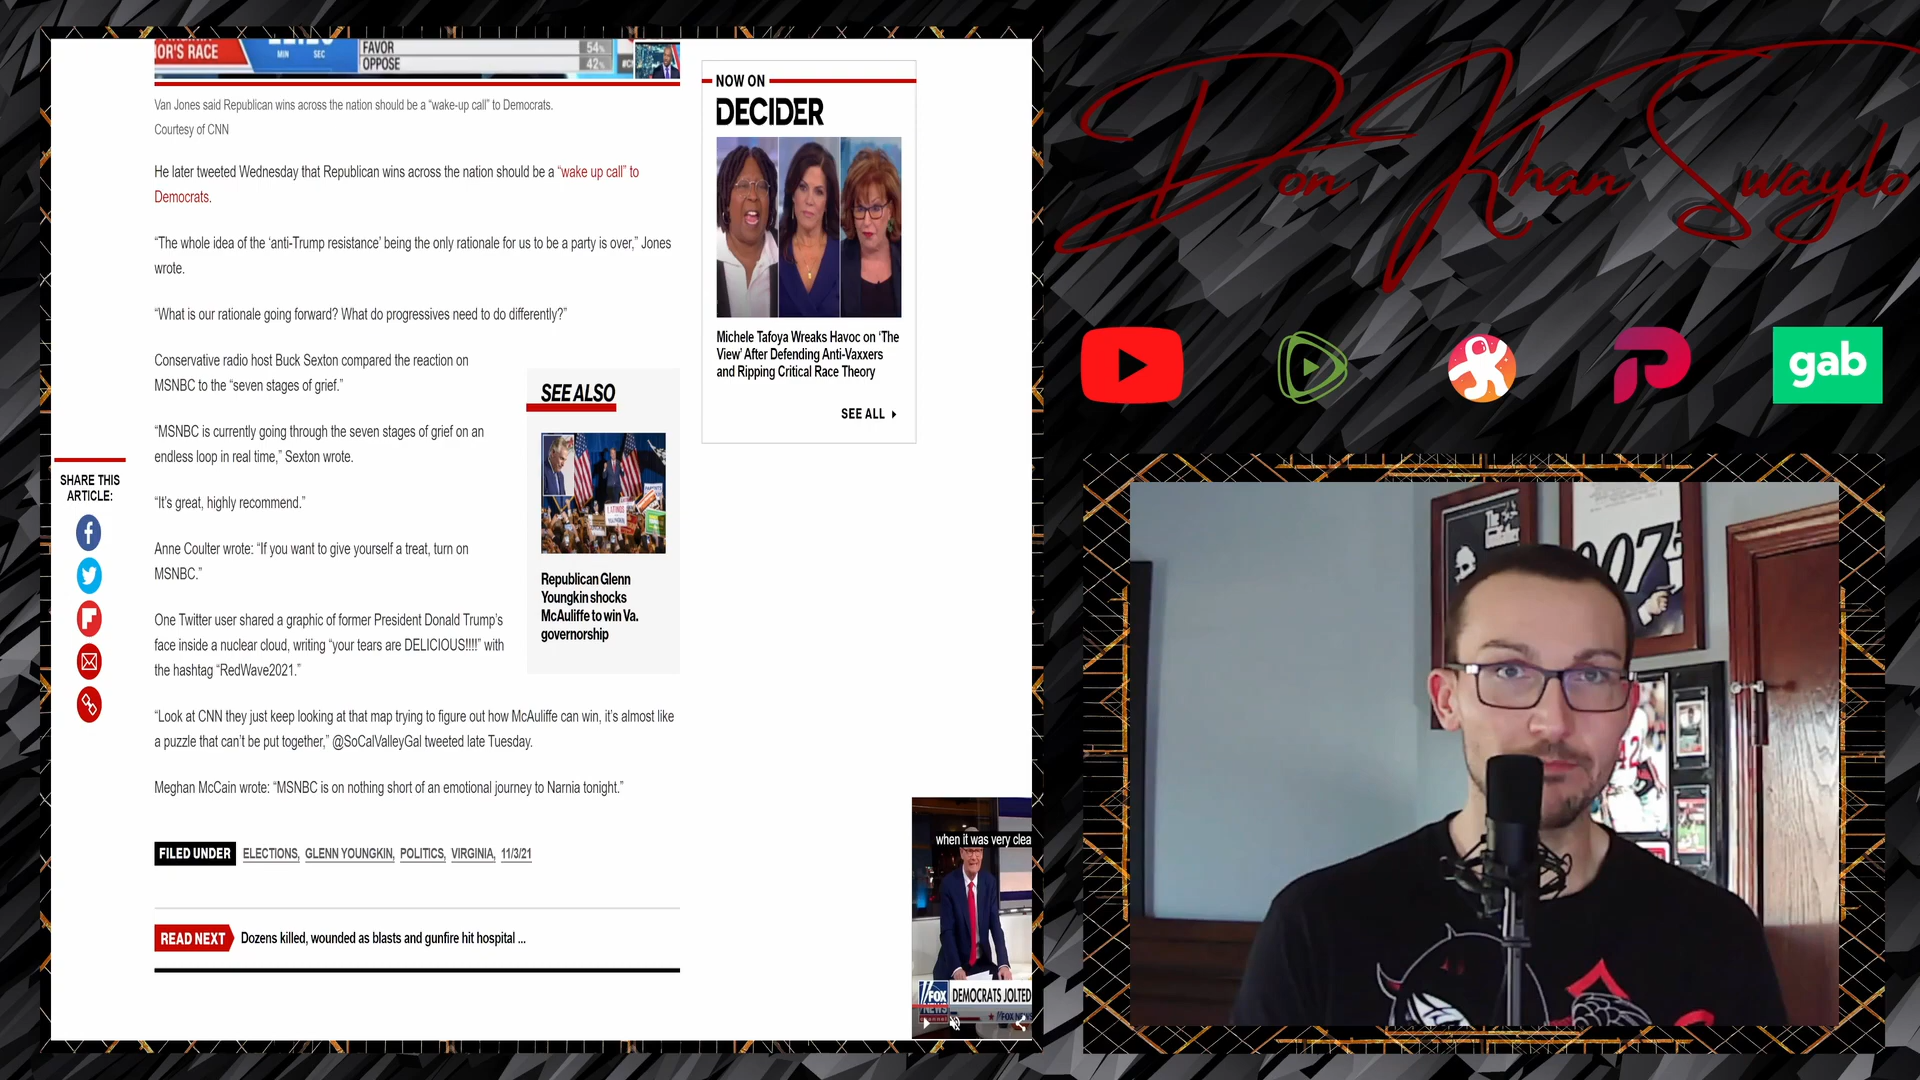 OR'S RACE
MIN SEC
FAVOR 54%
OPPOSE 42%
Van Jones said Republican wins across the nation should be a “wake-up call” to Democrats.
Courtesy of CNN
He later tweeted Wednesday that Republican wins across the nation should be a “wake up call” to
Democrats.
“The whole idea of the ‘anti-Trump resistance’ being the only rationale for us to be a party is over,” Jones
wrote.
“What is our rationale going forward? What do progressives need to do differently?”
Conservative radio host Buck Sexton compared the reaction on
MSNBC to the “seven stages of grief.”
“MSNBC is currently going through the seven stages of grief on an
endless loop in real time,” Sexton wrote.
“It’s great, highly recommend.”
Anne Coulter wrote: “If you want to give yourself a treat, turn on
MSNBC.”
One Twitter user shared a graphic of former President Donald Trump’s
face inside a nuclear cloud, writing “your tears are DELICIOUS!!!!” with
the hashtag “RedWave2021.”
“Look at CNN they just keep looking at that map trying to figure out how McAuliffe can win, it’s almost like
a puzzle that can’t be put together,” @SoCalValleyGal tweeted late Tuesday.
Meghan McCain wrote: “MSNBC is on nothing short of an emotional journey to Narnia tonight.”
FILED UNDER ELECTIONS, GLENN YOUNGKIN, POLITICS, VIRGINIA, 11/3/21
READ NEXT Dozens killed, wounded as blasts and gunfire hit hospital ...
SHARE THIS
ARTICLE:
SEE ALSO
Republican Glenn
Youngkin shocks
McAuliffe to win Va.
governorship
NOW ON
DECIDER
Michele Tafoya Wreaks Havoc on ‘The
View’ After Defending Anti-Vaxxers
and Ripping Critical Race Theory
SEE ALL
when it was very clea
FOX
NEWS
channel
DEMOCRATS JOLTED
Don Khan Swaylo
gab
007
42